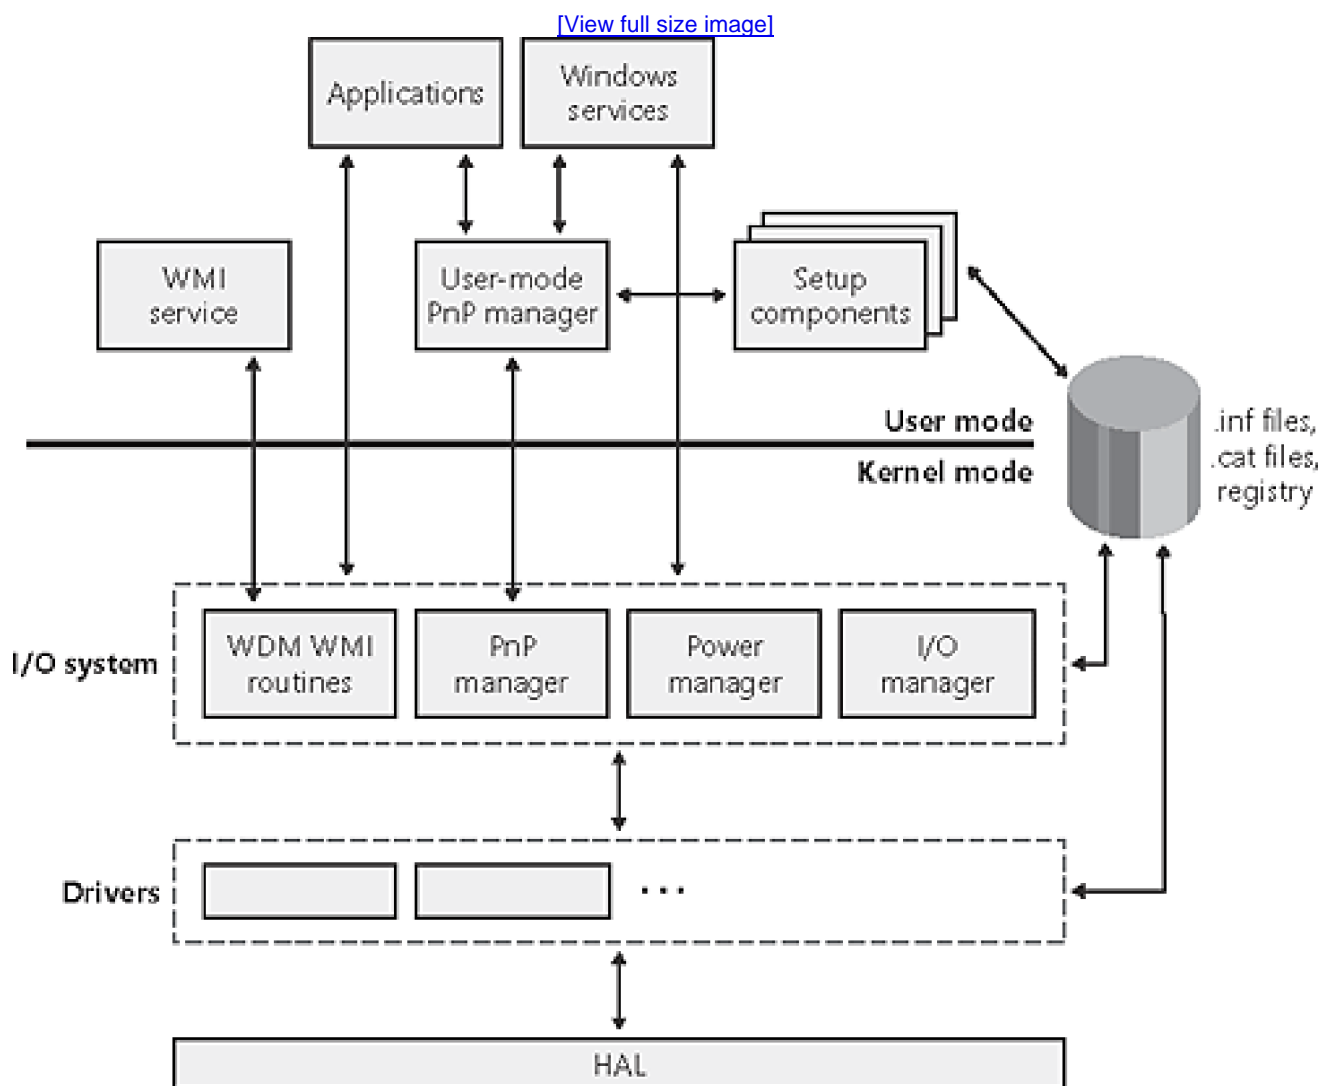 [View full size image]
Applications
Windows
services
WMI
service
User-mode
PnP manager
Setup
components
User mode
Kernel mode
.inf files,
.cat files,
registry
I/O system
WDM WMI
routines
PnP
manager
Power
manager
I/O
manager
Drivers
...
HAL